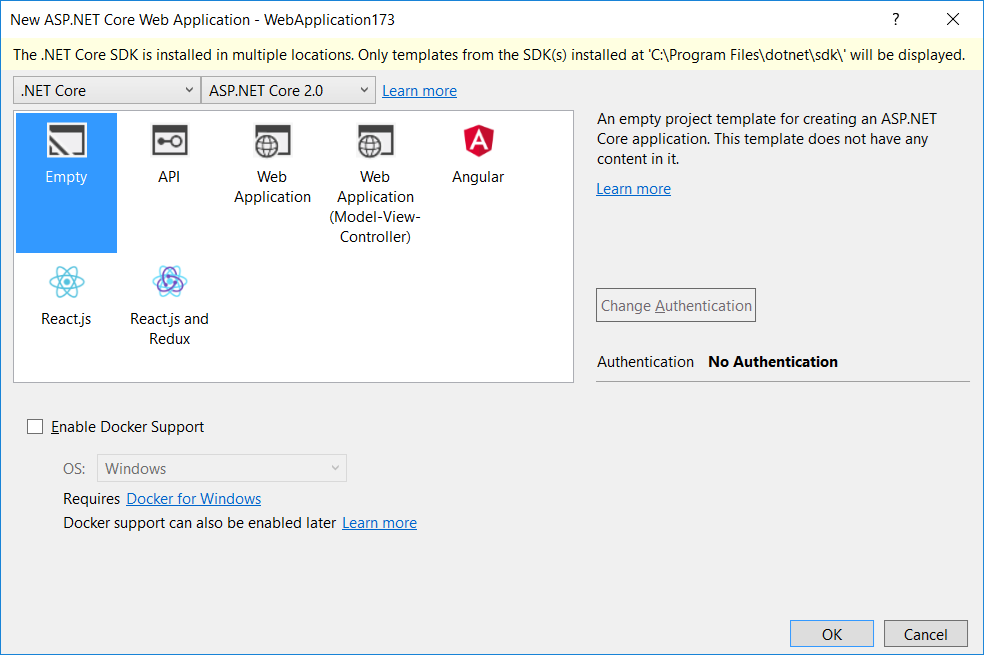 New ASP.NET Core Web Application - WebApplication173
?
The .NET Core SDK is installed in multiple locations. Only templates from the SDK(s) installed at 'C:\Program Files\dotnet\sdk\' will be displayed.
.NET Core
ASP.NET Core 2.0
Learn more
Empty
API
Web
Application
Web
Application
(Model-View-
Controller)
Angular
React.js
React.js and
Redux
An empty project template for creating an ASP.NET
Core application. This template does not have any
content in it.
Learn more
Change Authentication
Authentication No Authentication
Enable Docker Support
OS: Windows
Requires Docker for Windows
Docker support can also be enabled later Learn more
OK
Cancel